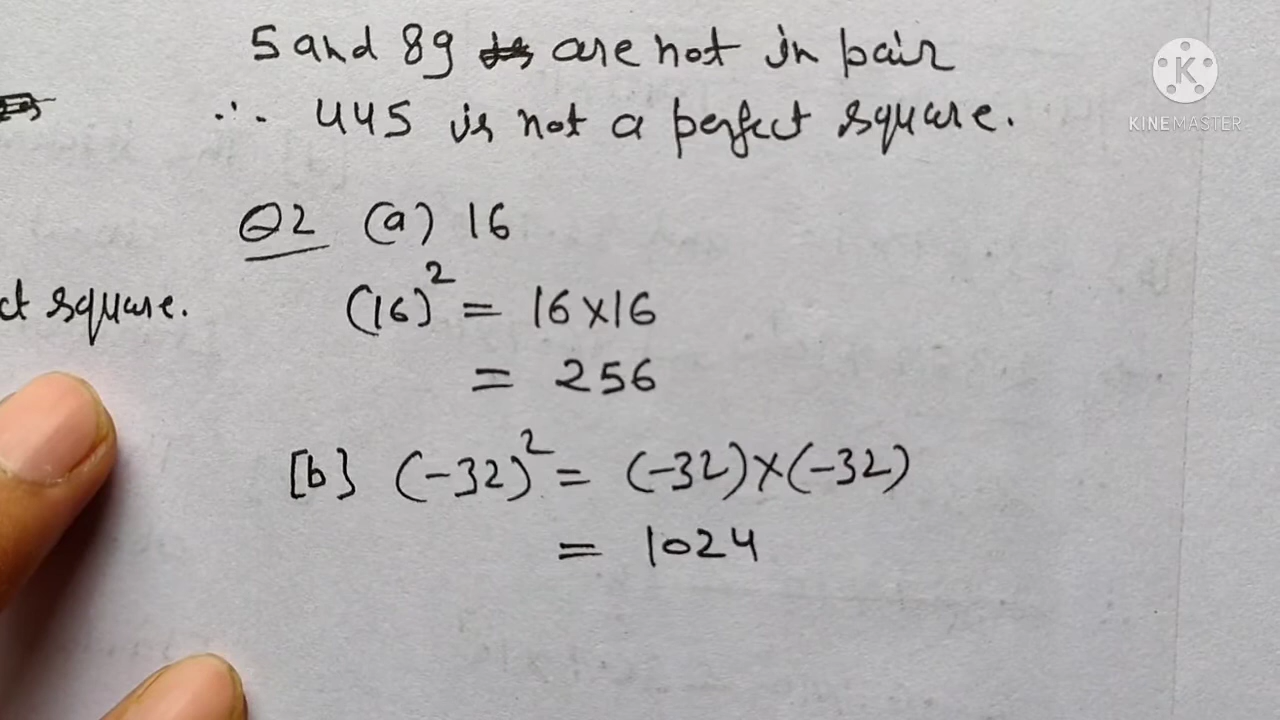 5 and 89 are not in pair
∴ 445 is not a perfect square.
KINEMASTER
Q2 (a) 16
ct square.
(16)² = 16×16
= 256
[b] (-32)² = (-32)×(-32)
= 1024